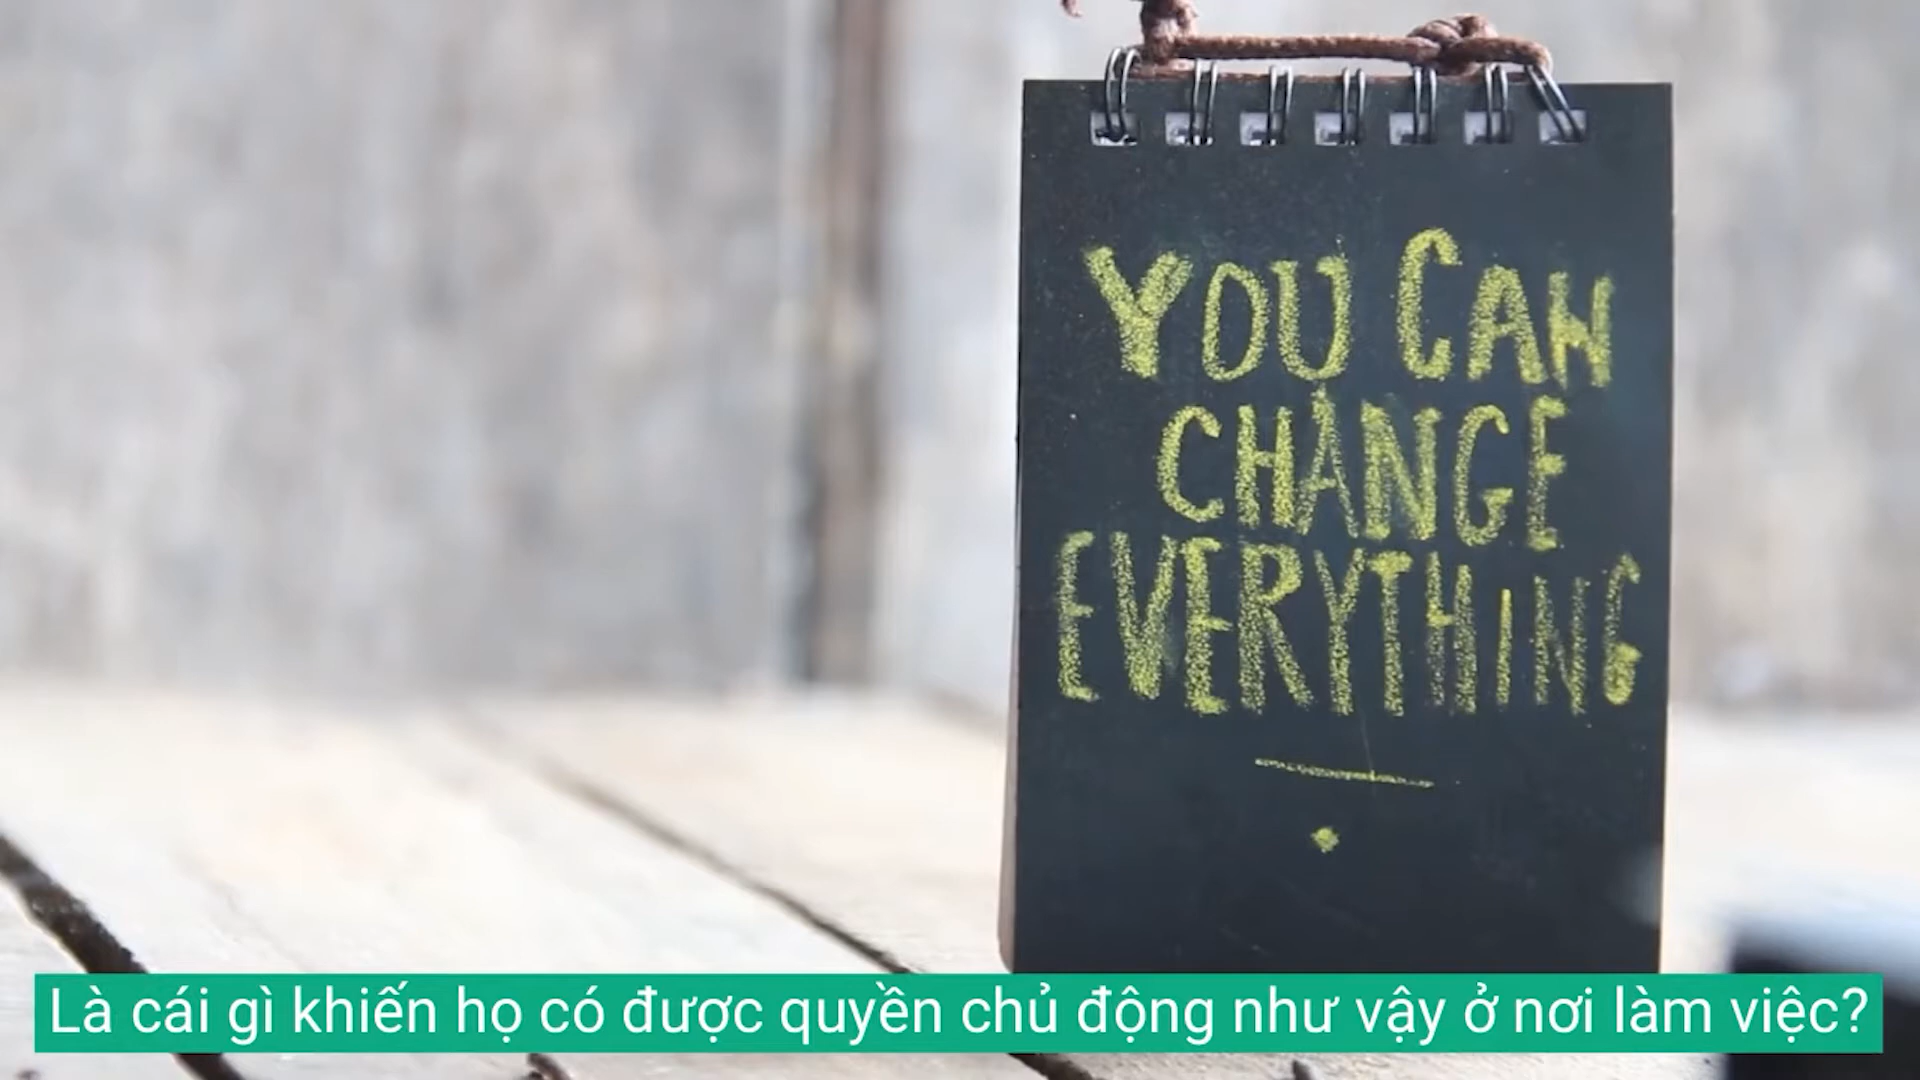 YOU CAN
CHANGE
EVERYTHING
Là cái gì khiến họ có được quyền chủ động như vậy ở nơi làm việc?